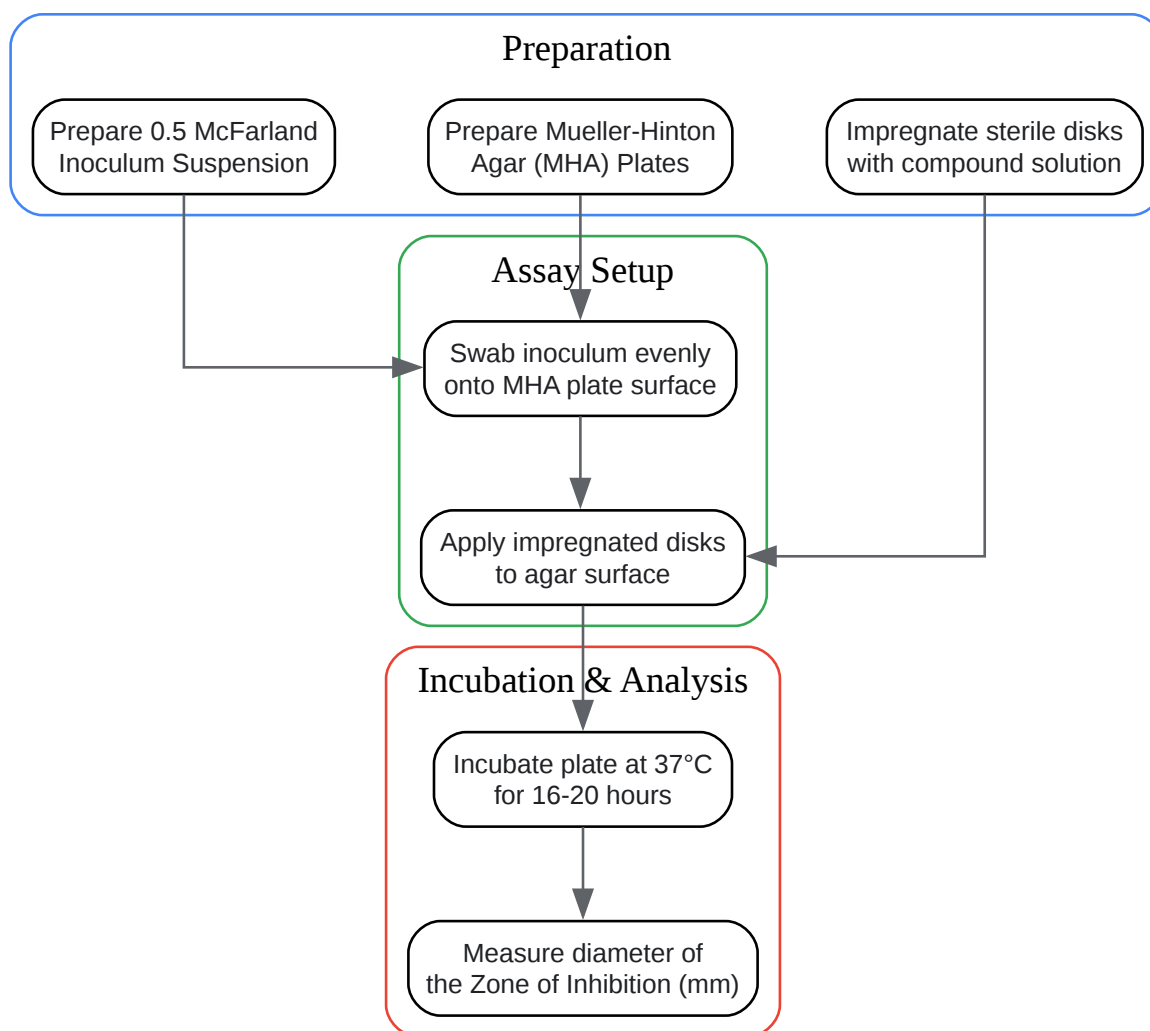 Preparation
Prepare 0.5 McFarland
Inoculum Suspension
Prepare Mueller-Hinton
Agar (MHA) Plates
Impregnate sterile disks
with compound solution
Assay Setup
Swab inoculum evenly
onto MHA plate surface
Apply impregnated disks
to agar surface
Incubation & Analysis
Incubate plate at 37°C
for 16-20 hours
Measure diameter of
the Zone of Inhibition (mm)